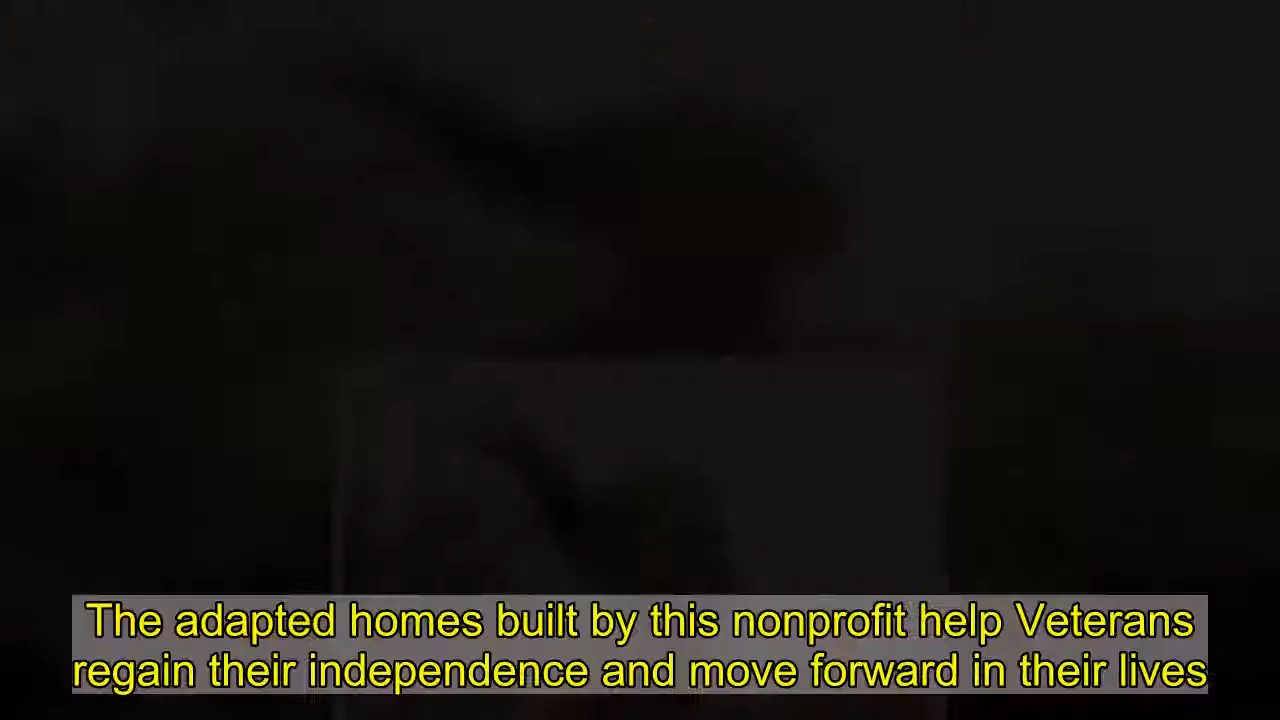 The adapted homes built by this nonprofit help Veterans
regain their independence and move forward in their lives